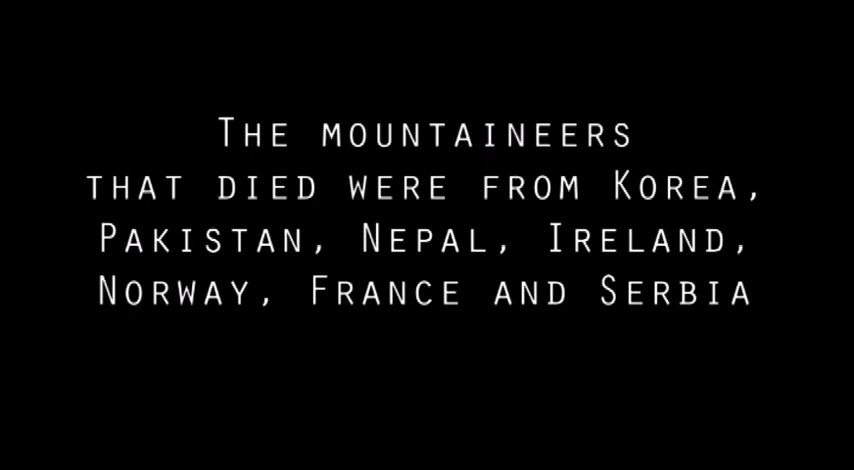 The mountaineers
that died were from Korea,
Pakistan, Nepal, Ireland,
Norway, France and Serbia